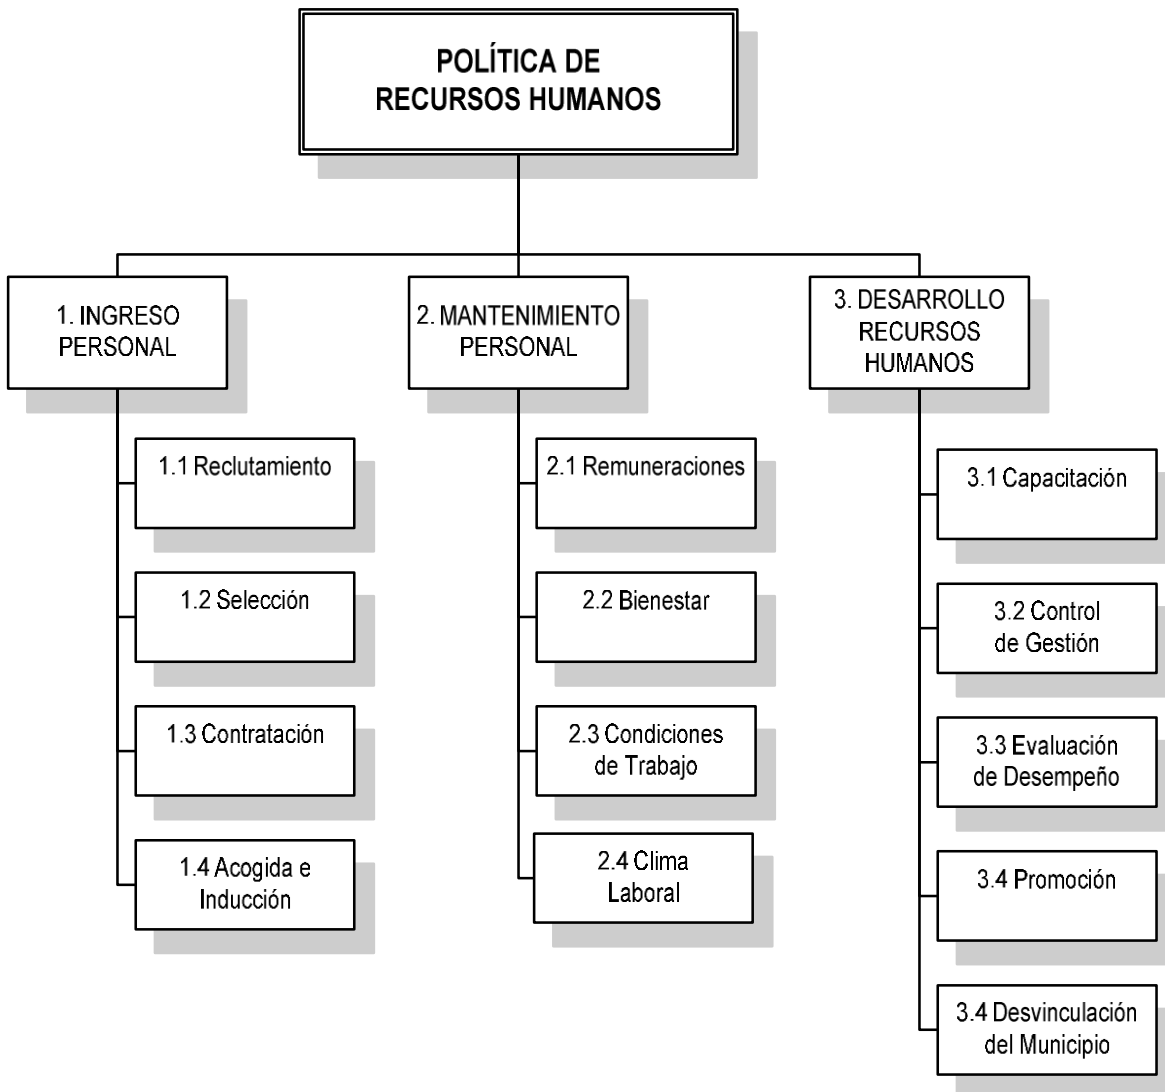 POLÍTICA DE
RECURSOS HUMANOS
1. INGRESO
PERSONAL
1.1 Reclutamiento
1.2 Selección
1.3 Contratación
1.4 Acogida e
Inducción
2. MANTENIMIENTO
PERSONAL
2.1 Remuneraciones
2.2 Bienestar
2.3 Condiciones
de Trabajo
2.4 Clima
Laboral
3. DESARROLLO
RECURSOS
HUMANOS
3.1 Capacitación
3.2 Control
de Gestión
3.3 Evaluación
de Desempeño
3.4 Promoción
3.4 Desvinculación
del Municipio